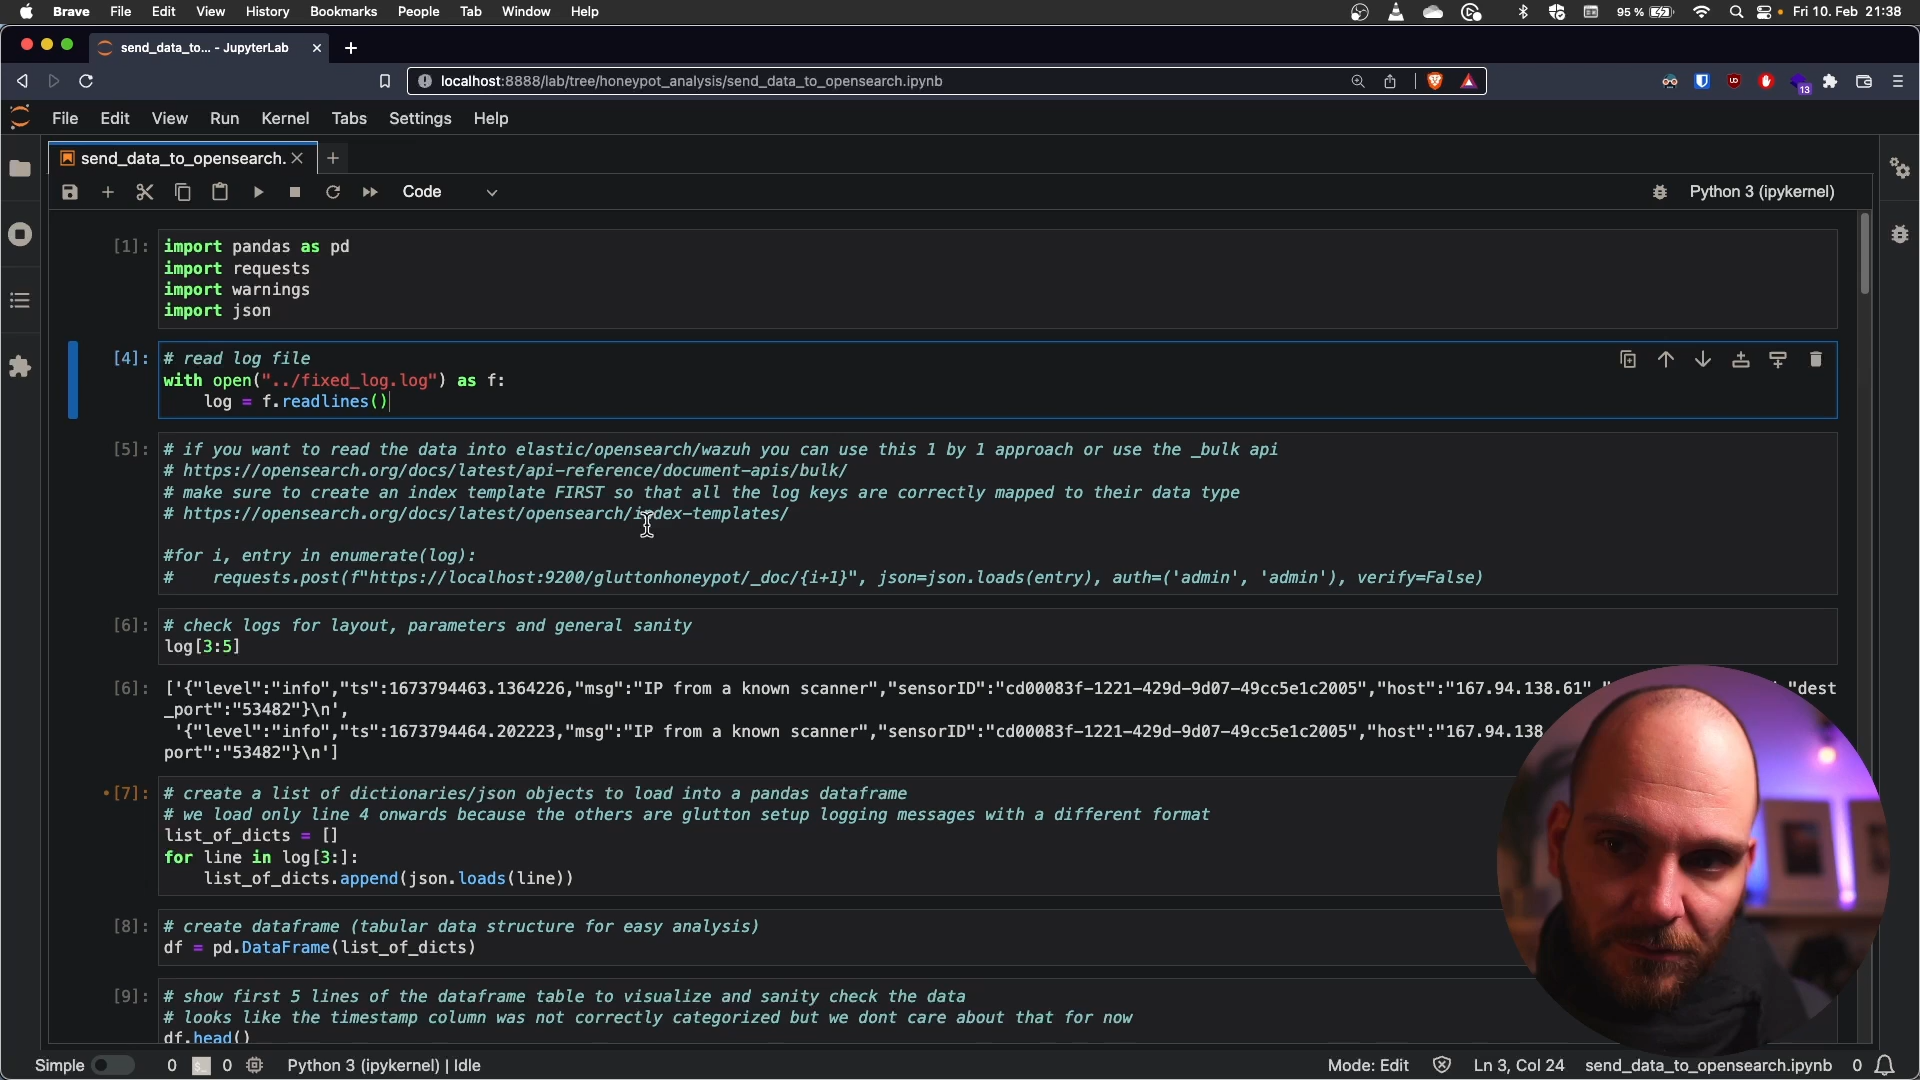 Brave File Edit View History Bookmarks People Tab Window Help 95 % Fri 10. Feb 21:38
send_data_to... - JupyterLab
localhost:8888/lab/tree/honeypot_analysis/send_data_to_opensearch.ipynb
13
File Edit View Run Kernel Tabs Settings Help
send_data_to_opensearch.
Code Python 3 (ipykernel)
[1]: import pandas as pd
import requests
import warnings
import json
[4]: # read log file
with open("../fixed_log.log") as f:
log = f.readlines()
[5]: # if you want to read the data into elastic/opensearch/wazuh you can use this 1 by 1 approach or use the _bulk api
# https://opensearch.org/docs/latest/api-reference/document-apis/bulk/
# make sure to create an index template FIRST so that all the log keys are correctly mapped to their data type
# https://opensearch.org/docs/latest/opensearch/index-templates/
#for i, entry in enumerate(log):
#    requests.post(f"https://localhost:9200/gluttonhoneypot/_doc/{i+1}", json=json.loads(entry), auth=('admin', 'admin'), verify=False)
[6]: # check logs for layout, parameters and general sanity
log[3:5]
[6]: ['{"level":"info","ts":1673794463.1364226,"msg":"IP from a known scanner","sensorID":"cd00083f-1221-429d-9d07-49cc5e1c2005","host":"167.94.138.61" "dest
_port":"53482"}\n',
'{"level":"info","ts":1673794464.202223,"msg":"IP from a known scanner","sensorID":"cd00083f-1221-429d-9d07-49cc5e1c2005","host":"167.94.138
port":"53482"}\n']
[7]: # create a list of dictionaries/json objects to load into a pandas dataframe
# we load only line 4 onwards because the others are glutton setup logging messages with a different format
list_of_dicts = []
for line in log[3:]:
list_of_dicts.append(json.loads(line))
[8]: # create dataframe (tabular data structure for easy analysis)
df = pd.DataFrame(list_of_dicts)
[9]: # show first 5 lines of the dataframe table to visualize and sanity check the data
# looks like the timestamp column was not correctly categorized but we dont care about that for now
df.head()
Simple 0 0 Python 3 (ipykernel) | Idle Mode: Edit Ln 3, Col 24 send_data_to_opensearch.ipynb 0